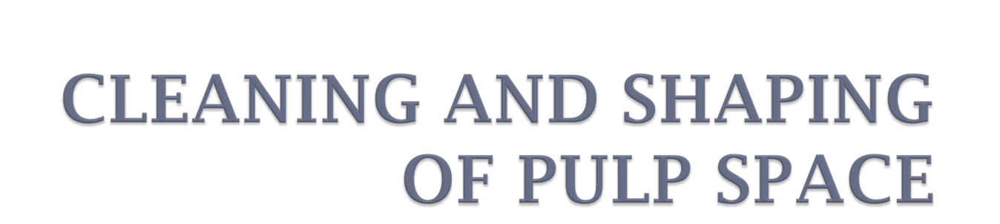 CLEANING AND SHAPING
OF PULP SPACE